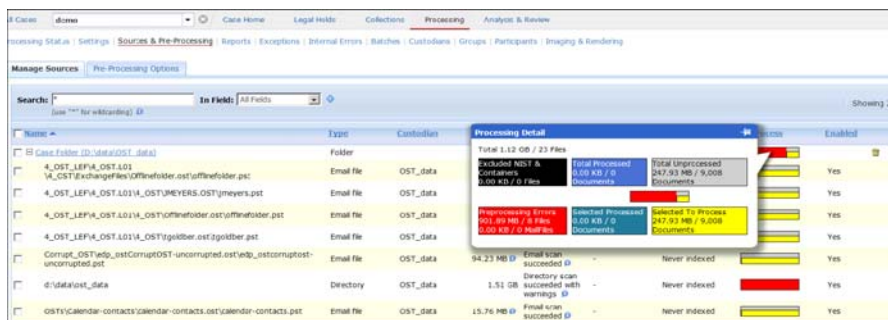 All Cases demo Case Home Legal Holds Collections Processing Analysis & Review
Processing Status | Settings | Sources & Pre-Processing | Reports | Exceptions | Internal Errors | Batches | Custodians | Groups | Participants | Imaging & Rendering
Manage Sources Pre-Processing Options
Search: * In Field: All Fields
(use "*" for wildcarding) Showing
Name Type Custodian Enabled
Processing Detail
Total 1.12 GB / 23 Files
Excluded NIST & Containers 0.00 KB / 0 Files
Total Processed 0.00 KB / 0 Documents
Total Unprocessed 247.93 MB / 9,008 Documents
Preprocessing Errors 901.89 MB / 8 Files 0.00 KB / 0 MailFiles
Selected Processed 0.00 KB / 0 Documents
Selected To Process 247.93 MB / 9,008 Documents
Case Folder (D:\data\OST_data) Folder
4_OST_LEF\4_OST.L01
\4_OST\ExchangeFiles\Offlinefolder.ost\offlinefolder.pst Email file OST_data Yes
4_OST_LEF\4_OST.L01\4_OST\JMEYERS.OST\jmeyers.pst Email file OST_data Yes
4_OST_LEF\4_OST.L01\4_OST\Offlinefolder.ost\offlinefolder.pst Email file OST_data Yes
4_OST_LEF\4_OST.L01\4_OST\tgoldber.ost\tgoldber.pst Email file OST_data Yes
Corrupt_OST\edp_ostCorruptOST-uncorrupted.ost\edp_ostcorruptost-
uncorrupted.pst Email file OST_data 94.23 MB Email scan succeeded - Never indexed Yes
d:\data\ost_data Directory OST_data 1.51 GB Directory scan succeeded with warnings - Never indexed Yes
OSTs\Calendar-contacts\calendar-contacts.ost\calendor-contacts.pst Email file OST_data 15.76 MB Email scan succeeded - Never indexed Yes